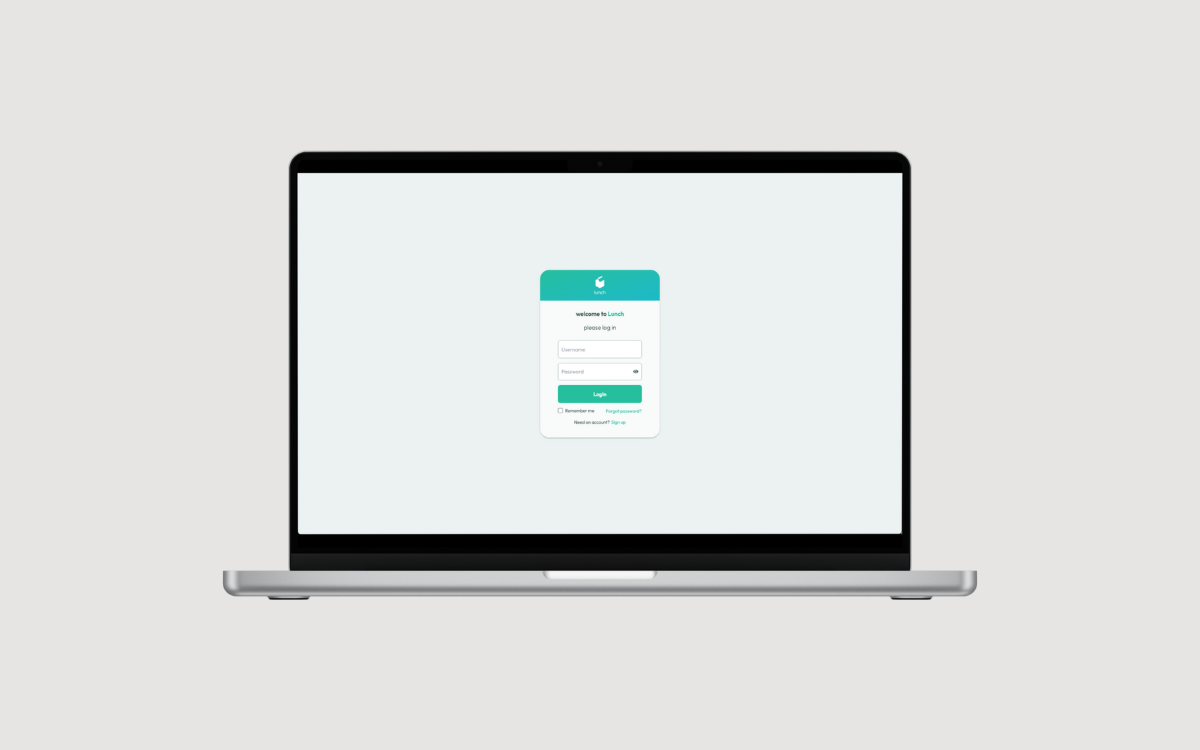 lunch
welcome to Lunch
please log in
Username
Password
Login
Remember me Forgot password?
Need an account? Sign up